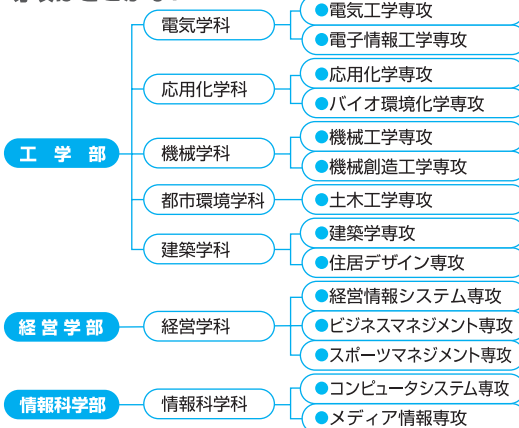 電気学科
●電気工学専攻
●電子情報工学専攻
応用化学科
●応用化学専攻
●バイオ環境化学専攻
工学部
機械学科
●機械工学専攻
●機械創造工学専攻
都市環境学科
●土木工学専攻
建築学科
●建築学専攻
●住居デザイン専攻
経営学部
経営学科
●経営情報システム専攻
●ビジネスマネジメント専攻
●スポーツマネジメント専攻
情報科学部
情報科学科
●コンピュータシステム専攻
●メディア情報専攻